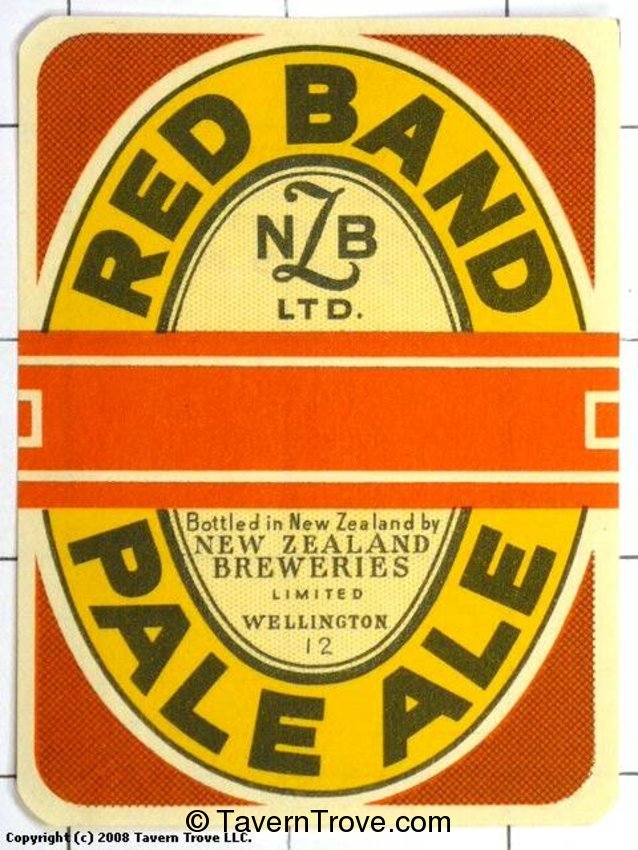 RED BAND
NZB
LTD.
Bottled in New Zealand by
NEW ZEALAND
BREWERIES
LIMITED
WELLINGTON
12
PALE ALE
© TavernTrove.com
Copyright (c) 2008 Tavern Trove LLC.